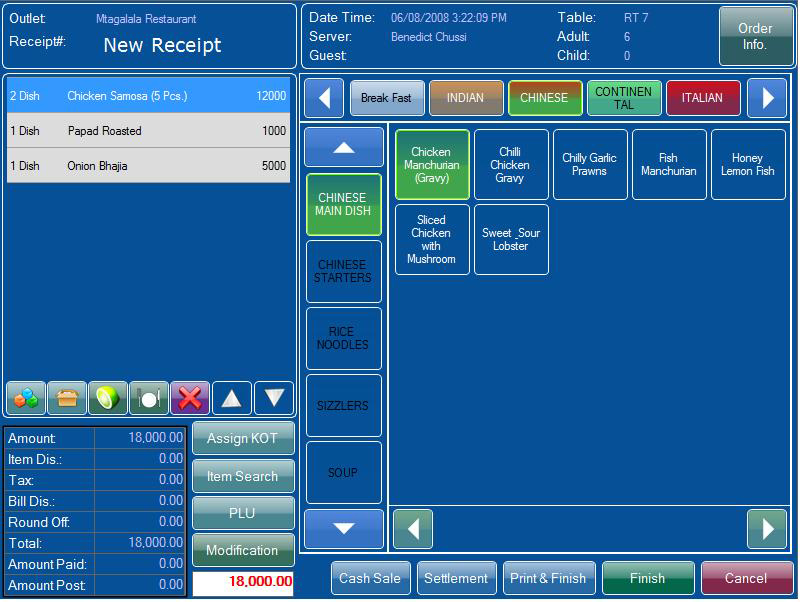 Outlet: Mtagalala Restaurant
Receipt#: New Receipt
Date Time: 06/08/2008 3:22:09 PM
Server: Benedict Chussi
Guest:
Table: RT 7
Adult: 6
Child: 0
Order
Info.
2 Dish Chicken Samosa (5 Pcs.) 12000
1 Dish Papad Roasted 1000
1 Dish Onion Bhajia 5000
Break Fast
INDIAN
CHINESE
CONTINEN
TAL
ITALIAN
CHINESE
MAIN DISH
CHINESE
STARTERS
RICE
NOODLES
SIZZLERS
SOUP
Chicken
Manchurian
(Gravy)
Chilli
Chicken
Gravy
Chilly Garlic
Prawns
Fish
Manchurian
Honey
Lemon Fish
Sliced
Chicken
with
Mushroom
Sweet _Sour
Lobster
Amount: 18,000.00
Item Dis.: 0.00
Tax: 0.00
Bill Dis.: 0.00
Round Off: 0.00
Total: 18,000.00
Amount Paid: 0.00
Amount Post: 0.00
Assign KOT
Item Search
PLU
Modification
18,000.00
Cash Sale
Settlement
Print & Finish
Finish
Cancel